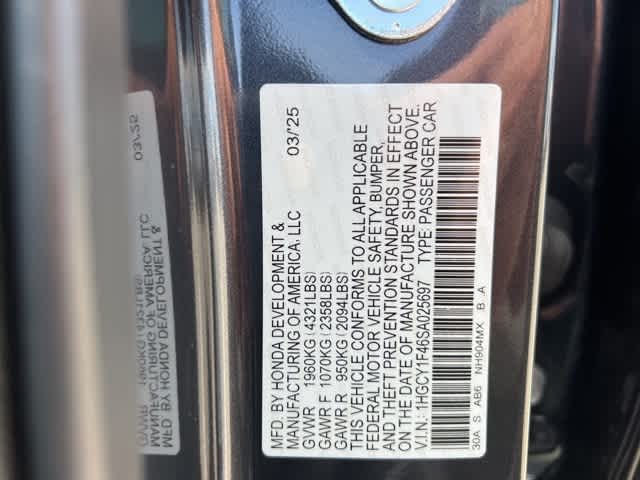 MFD. BY HONDA DEVELOPMENT &
MANUFACTURING OF AMERICA, LLC 03/'25
GVWR 1960KG (4321LBS)
GAWR F 1070KG (2358LBS)
GAWR R 950KG (2094LBS)
THIS VEHICLE CONFORMS TO ALL APPLICABLE
FEDERAL MOTOR VEHICLE SAFETY, BUMPER,
AND THEFT PREVENTION STANDARDS IN EFFECT
ON THE DATE OF MANUFACTURE SHOWN ABOVE.
V.I.N.: 1HGCY1F46SA025697 TYPE: PASSENGER CAR
30A S AB6 NH904MX B A